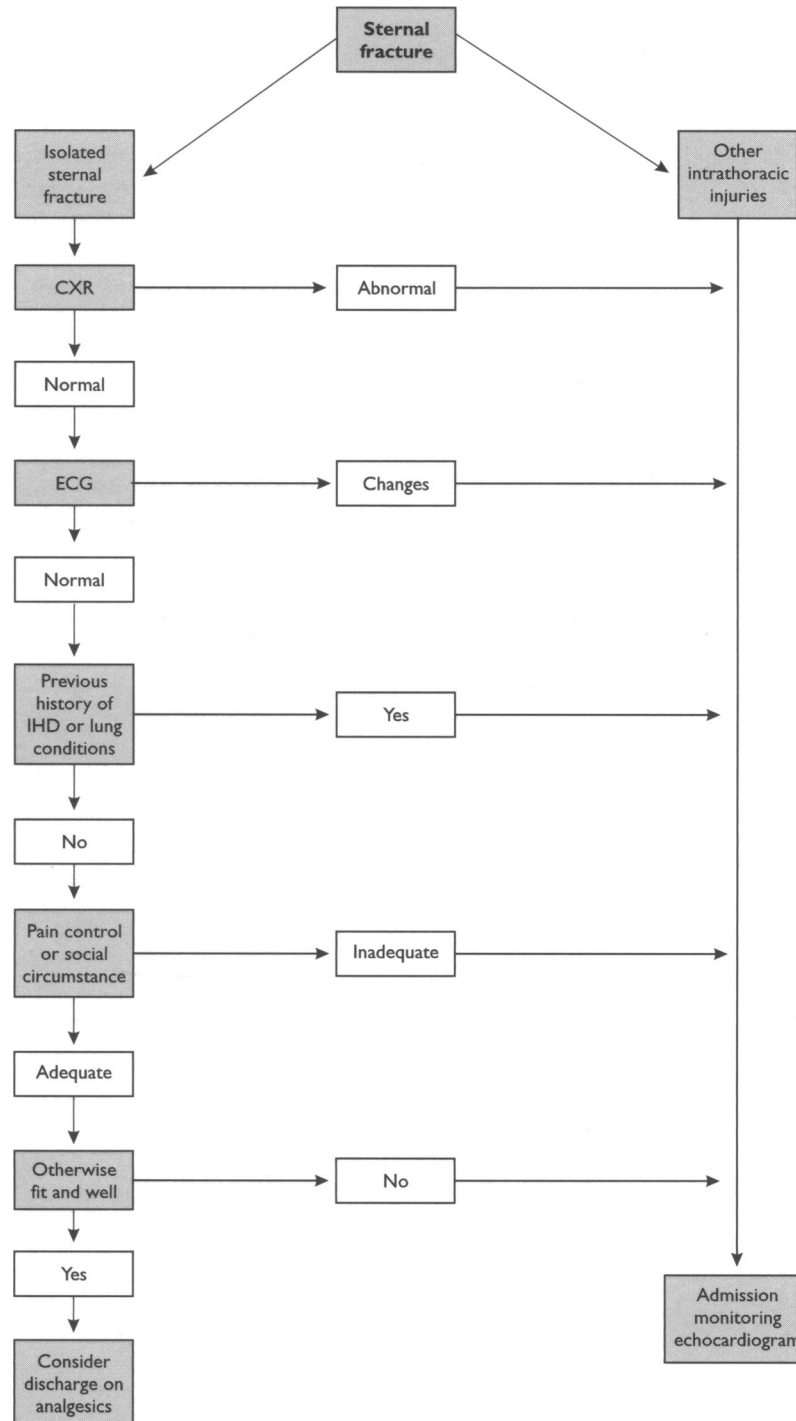 Sternal
fracture
Isolated
sternal
fracture
Other
intrathoracic
injuries
CXR
Abnormal
Normal
ECG
Changes
Normal
Previous
history of
IHD or lung
conditions
Yes
No
Pain control
or social
circumstance
Inadequate
Adequate
Otherwise
fit and well
No
Yes
Admission
monitoring
echocardiogram
Consider
discharge on
analgesics